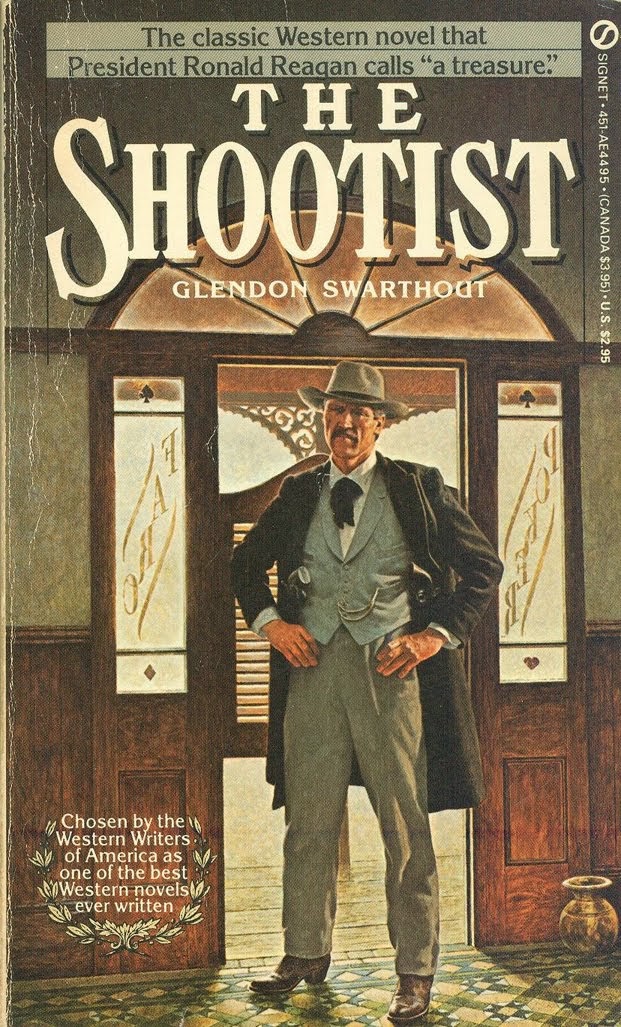 The classic Western novel that
President Ronald Reagan calls "a treasure."
THE
SHOOTIST
GLENDON SWARTHOUT
SIGNET • 451-AE4495 • (CANADA $3.95) • U.S. $2.95
FARO
POKER
Chosen by the
Western Writers
of America as
one of the best
Western novels
ever written